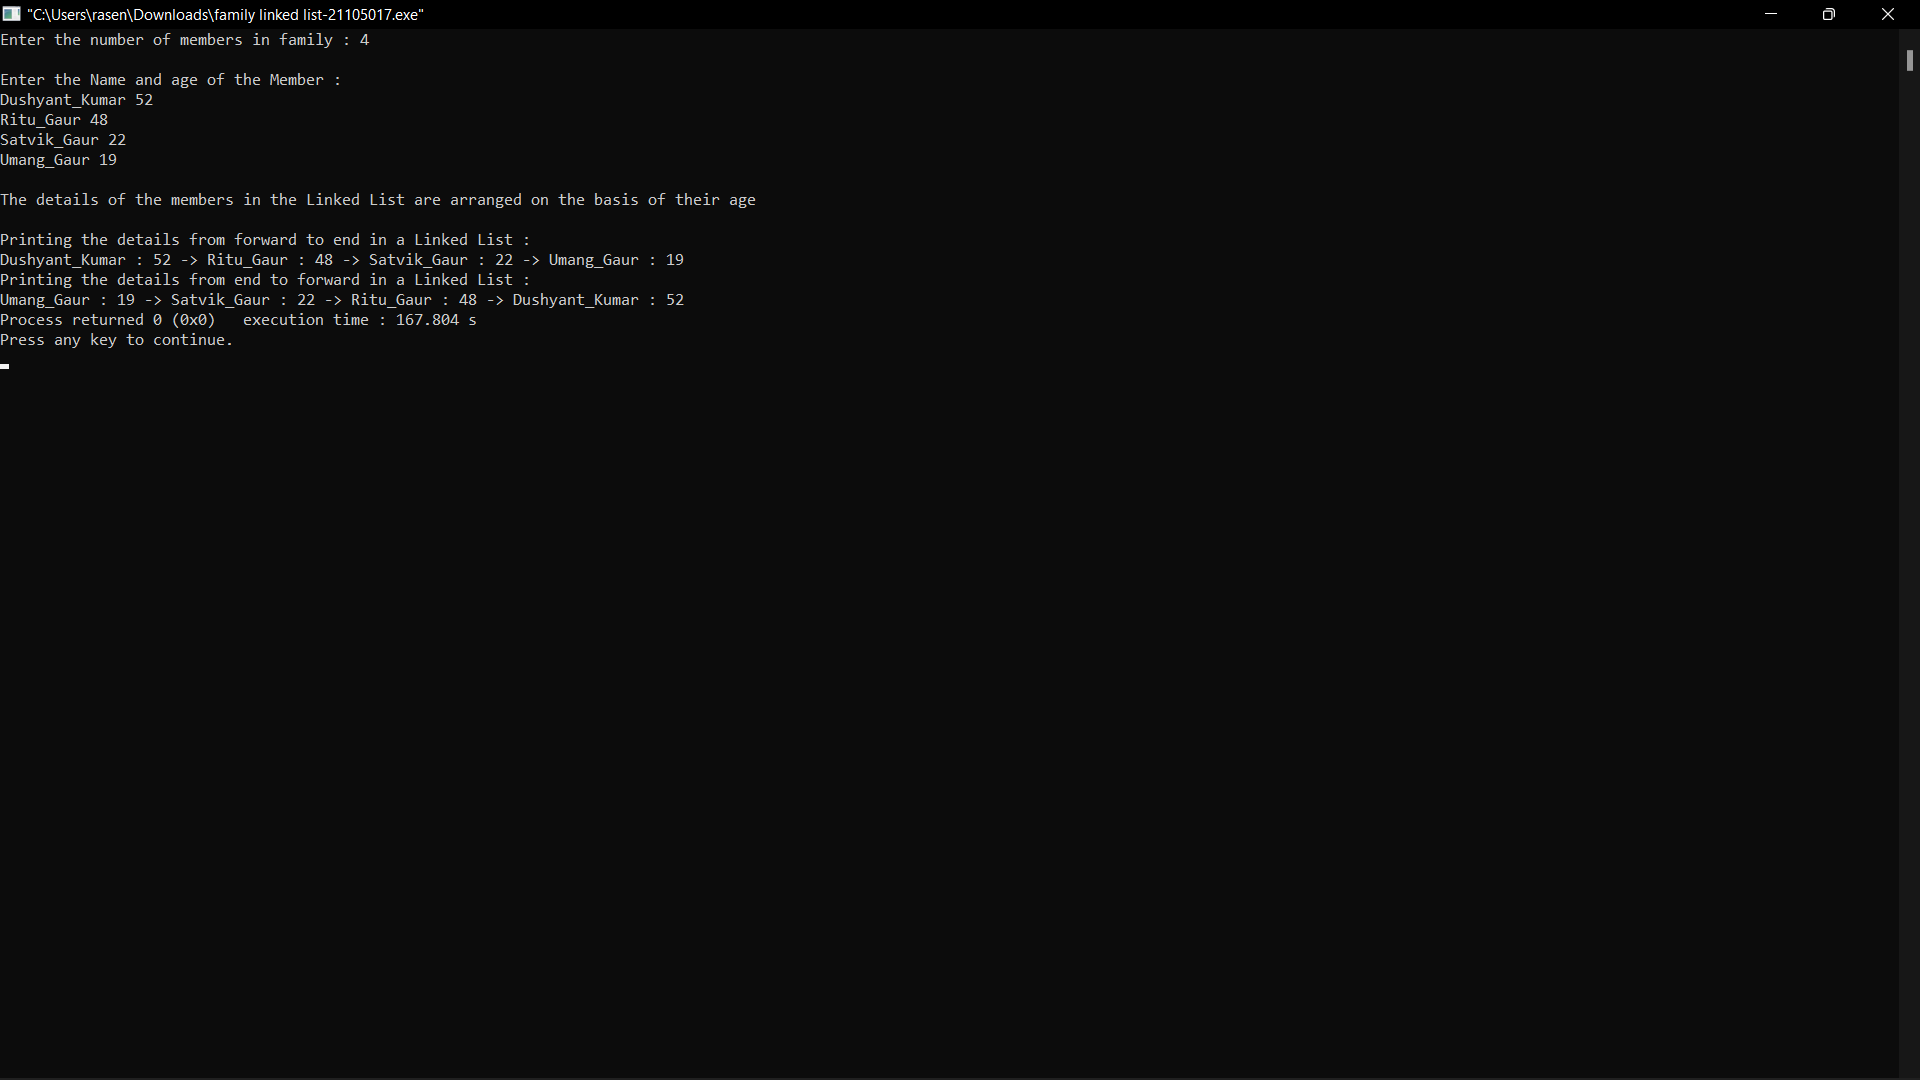 "C:\Users\rasen\Downloads\family linked list-21105017.exe"
Enter the number of members in family : 4
Enter the Name and age of the Member :
Dushyant_Kumar 52
Ritu_Gaur 48
Satvik_Gaur 22
Umang_Gaur 19
The details of the members in the Linked List are arranged on the basis of their age
Printing the details from forward to end in a Linked List :
Dushyant_Kumar : 52 -> Ritu_Gaur : 48 -> Satvik_Gaur : 22 -> Umang_Gaur : 19
Printing the details from end to forward in a Linked List :
Umang_Gaur : 19 -> Satvik_Gaur : 22 -> Ritu_Gaur : 48 -> Dushyant_Kumar : 52
Process returned 0 (0x0)   execution time : 167.804 s
Press any key to continue.